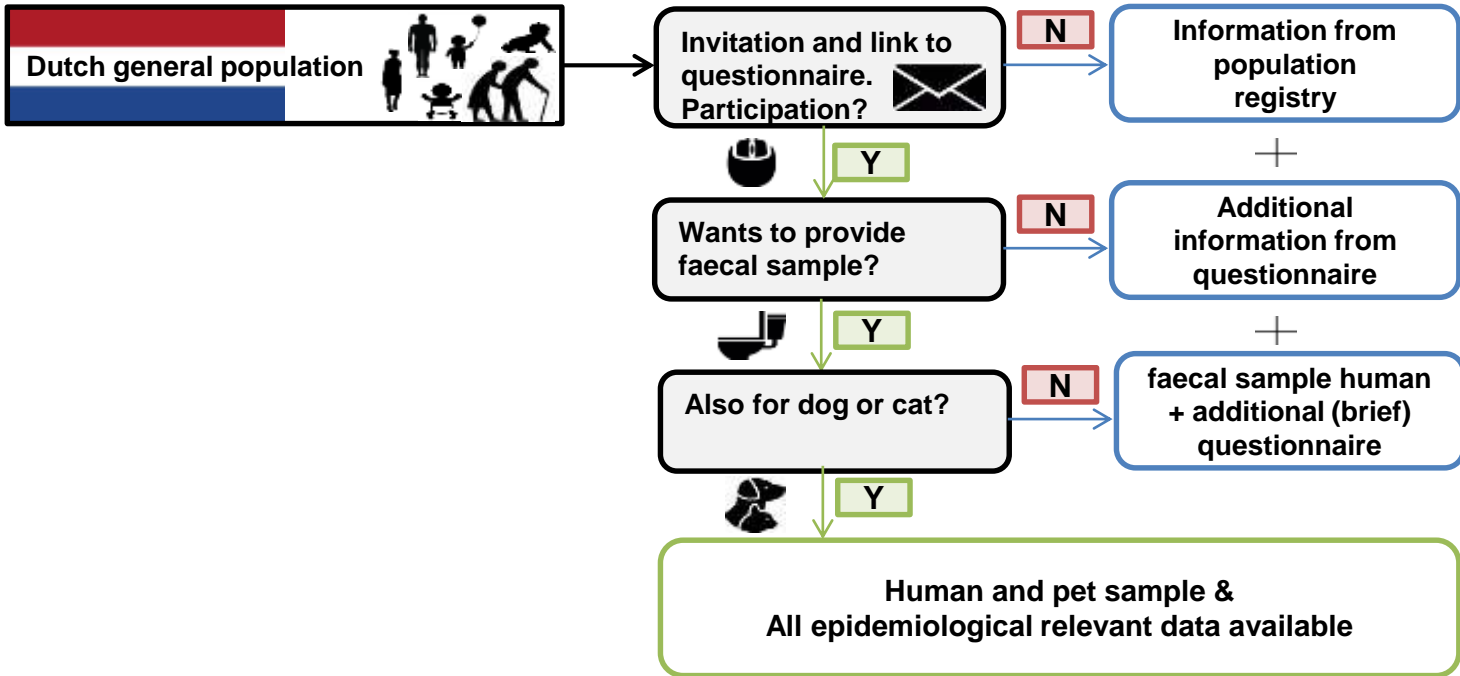 Dutch general population
Invitation and link to
questionnaire.
Participation?
N
Information from
population
registry
Y
+
Wants to provide
faecal sample?
N
Additional
information from
questionnaire
Y
+
Also for dog or cat?
N
faecal sample human
+ additional (brief)
questionnaire
Y
Human and pet sample &
All epidemiological relevant data available